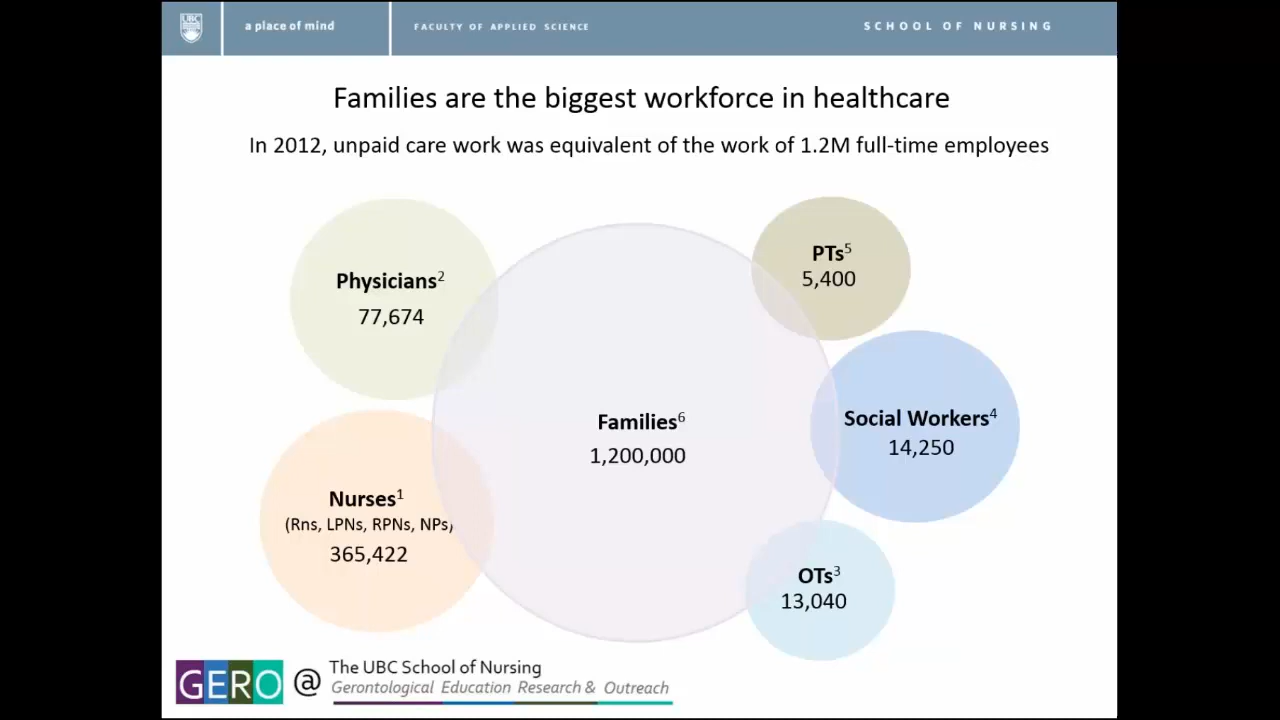 UBC
a place of mind
FACULTY OF APPLIED SCIENCE
SCHOOL OF NURSING
Families are the biggest workforce in healthcare
In 2012, unpaid care work was equivalent of the work of 1.2M full-time employees
Physicians2
77,674
PTs5
5,400
Families6
1,200,000
Social Workers4
14,250
Nurses1
(Rns, LPNs, RPNs, NPs)
365,422
OTs3
13,040
GERO @
The UBC School of Nursing
Gerontological Education Research & Outreach